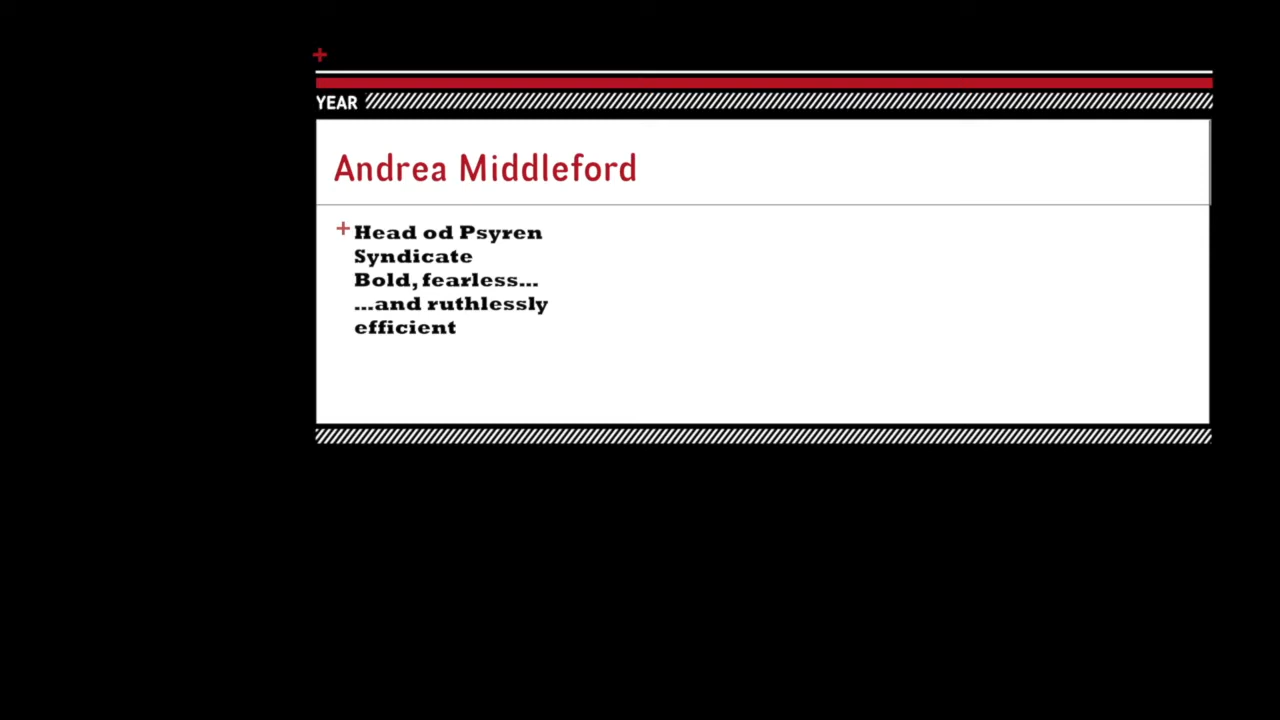 YEAR
Andrea Middleford
Head od Psyren
Syndicate
Bold, fearless...
...and ruthlessly
efficient